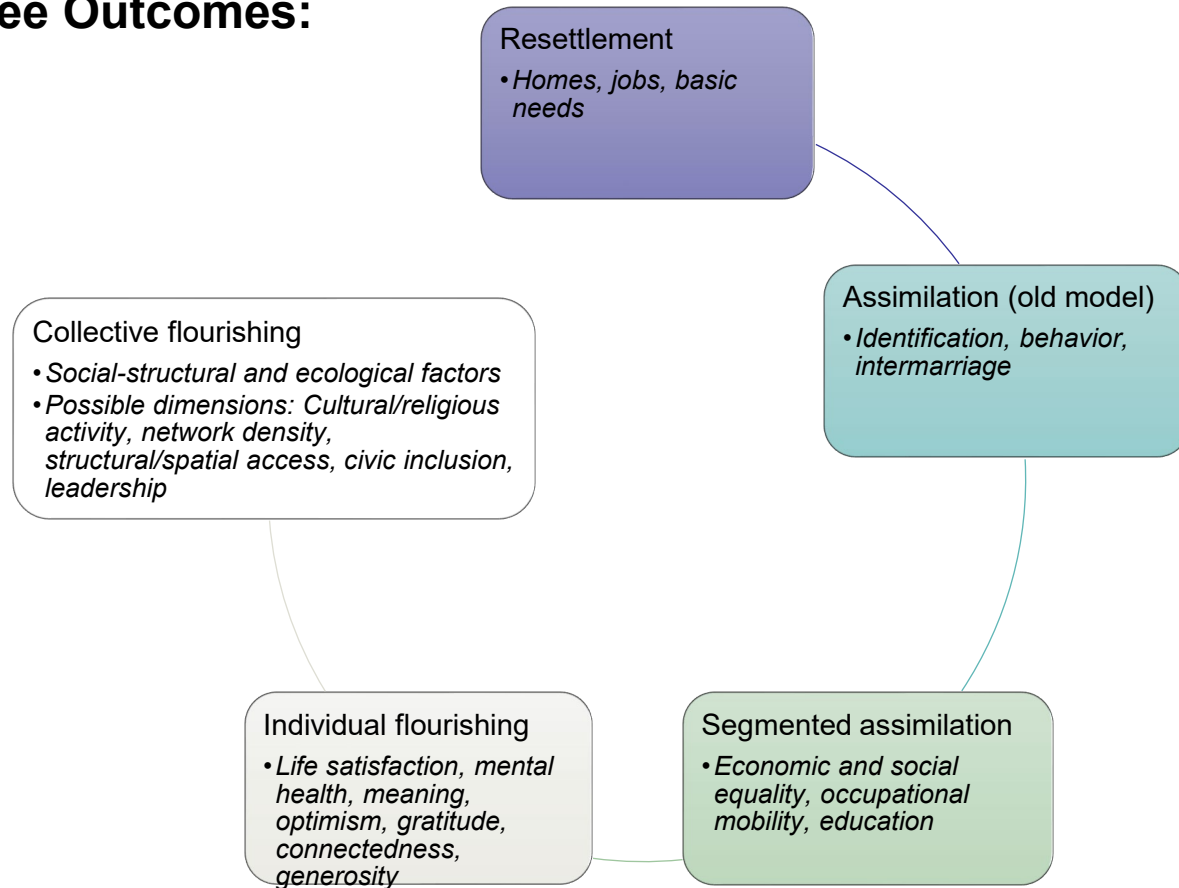 ee Outcomes:
Resettlement
•Homes, jobs, basic
needs
Assimilation (old model)
•Identification, behavior,
intermarriage
Segmented assimilation
•Economic and social
equality, occupational
mobility, education
Individual flourishing
•Life satisfaction, mental
health, meaning,
optimism, gratitude,
connectedness,
generosity
Collective flourishing
•Social-structural and ecological factors
•Possible dimensions: Cultural/religious
activity, network density,
structural/spatial access, civic inclusion,
leadership